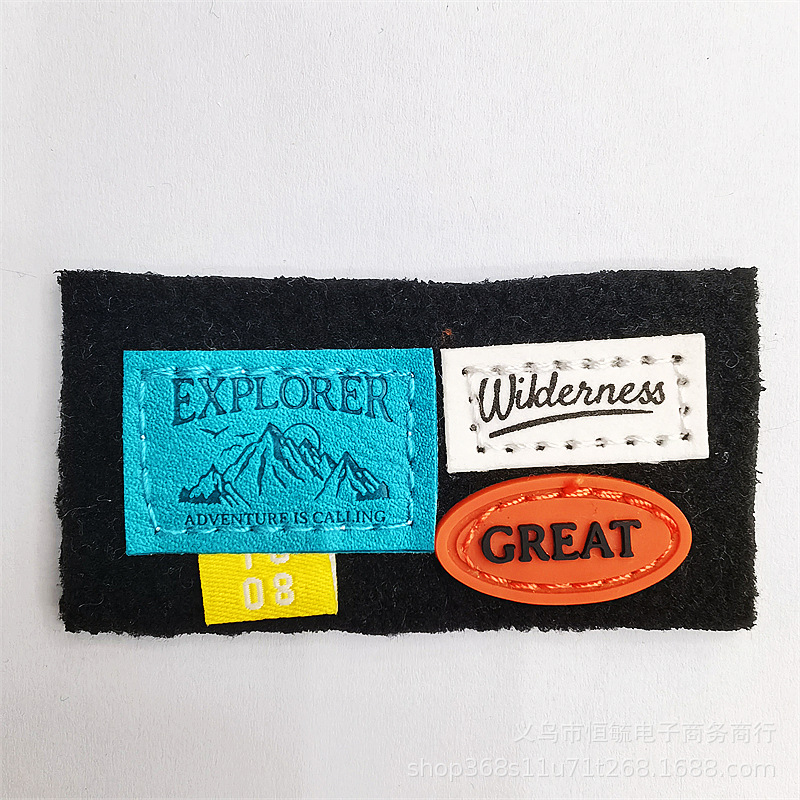 EXPLORER
ADVENTURE IS CALLING
Wilderness
GREAT
08
义乌市恒毓电子商务商行
shop368s11u71t268.1688.com